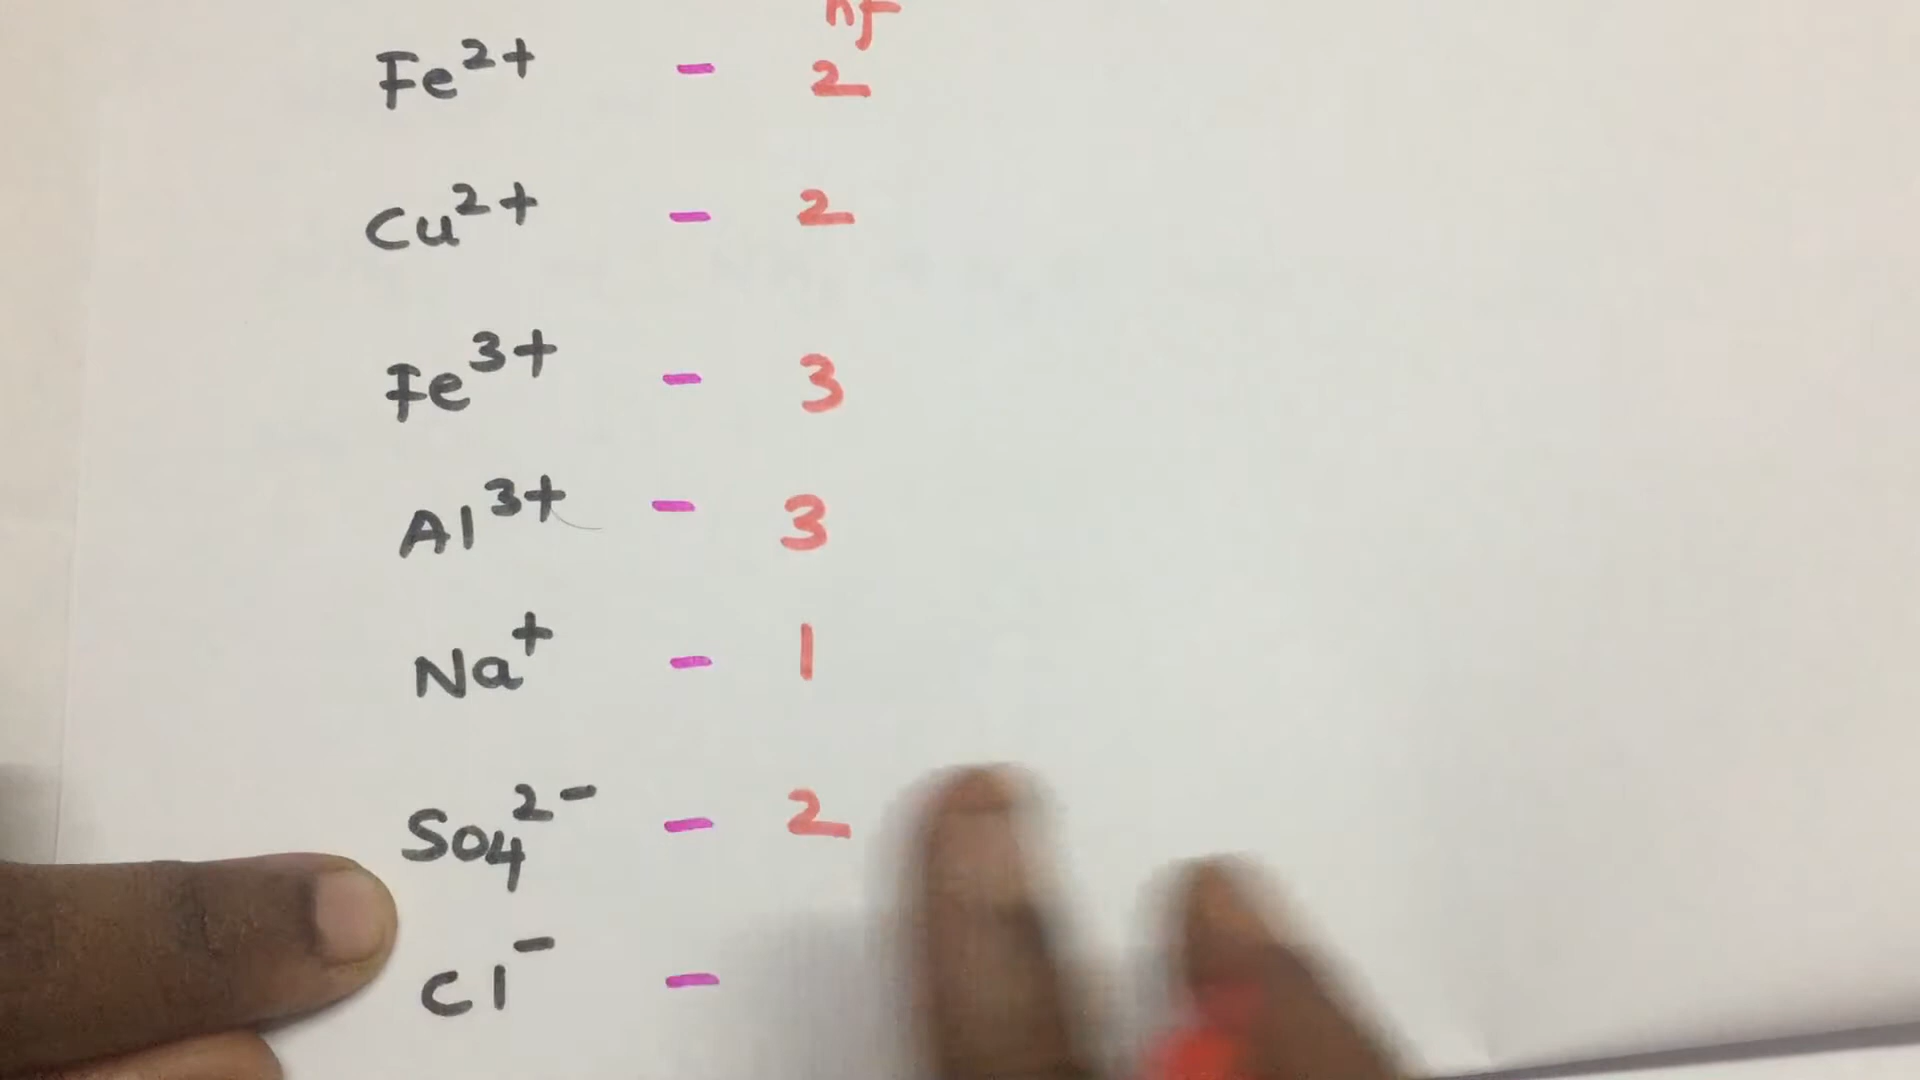 nf
Fe²⁺ - 2
Cu²⁺ - 2
Fe³⁺ - 3
Al³⁺ - 3
Na⁺ - 1
SO₄²⁻ - 2
Cl⁻ -